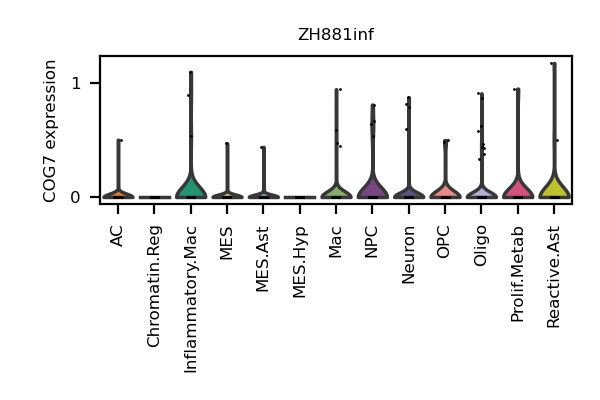 ZH881inf
COG7 expression
1
0
AC
Chromatin.Reg
Inflammatory.Mac
MES
MES.Ast
MES.Hyp
Mac
NPC
Neuron
OPC
Oligo
Prolif.Metab
Reactive.Ast